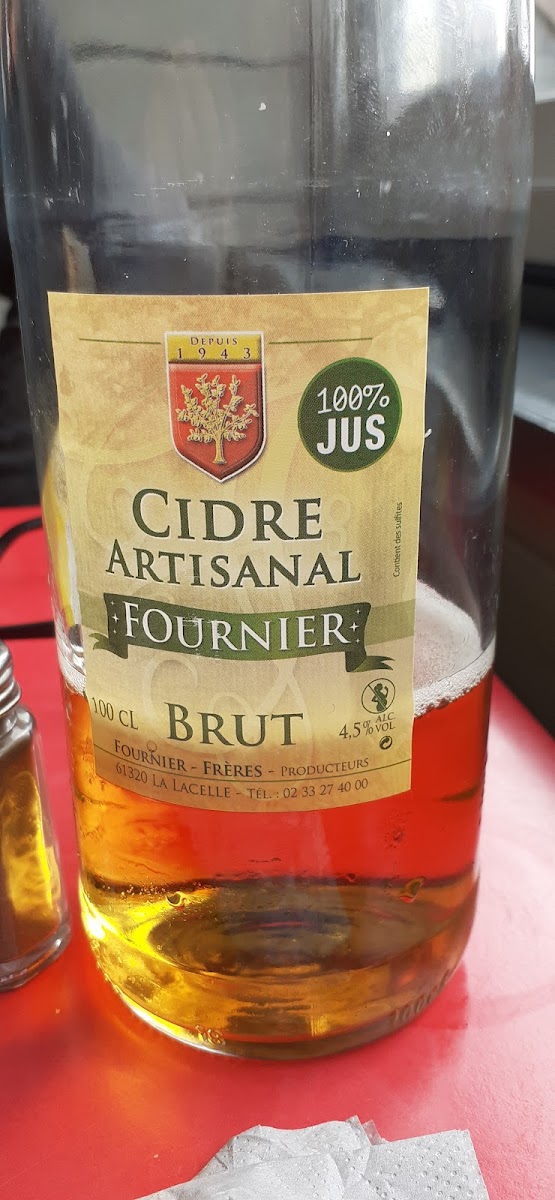 DEPUIS
1943
100%
JUS
CIDRE
ARTISANAL
Contient des sulfites
FOURNIER
100 CL
BRUT
4,5% ALC. VOL
FOURNIER - FRÈRES - PRODUCTEURS
61320 LA LACELLE - TÉL. : 02 33 27 40 00